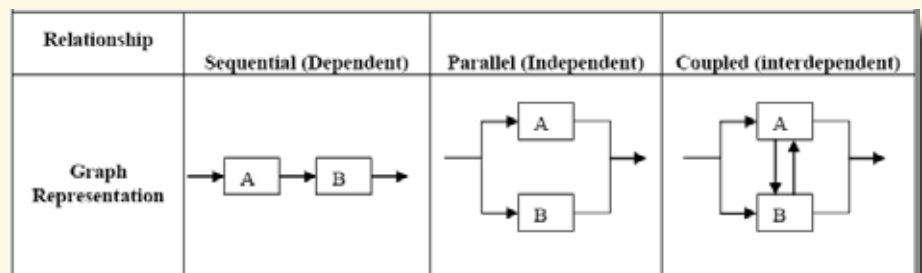 Relationship
Sequential (Dependent)
Parallel (Independent)
Coupled (interdependent)
Graph
Representation
A
B
A
B
A
B